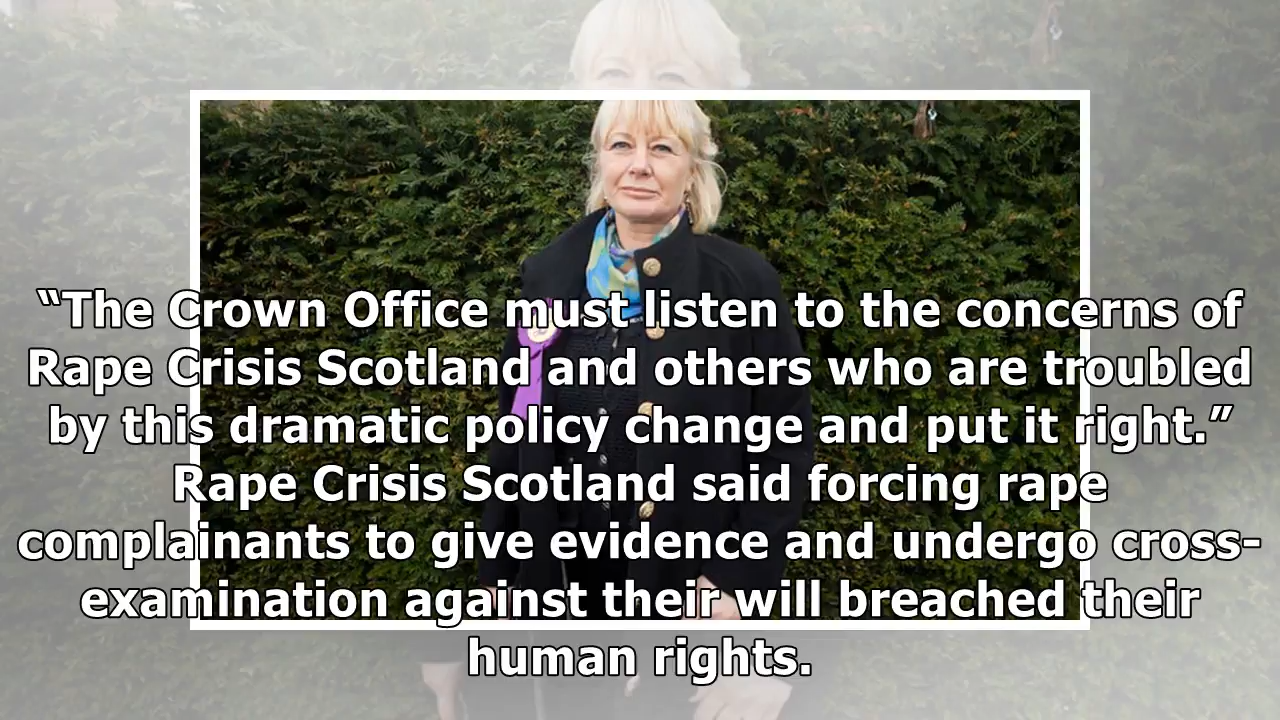 “The Crown Office must listen to the concerns of
Rape Crisis Scotland and others who are troubled
by this dramatic policy change and put it right.”
Rape Crisis Scotland said forcing rape
complainants to give evidence and undergo cross-
examination against their will breached their
human rights.